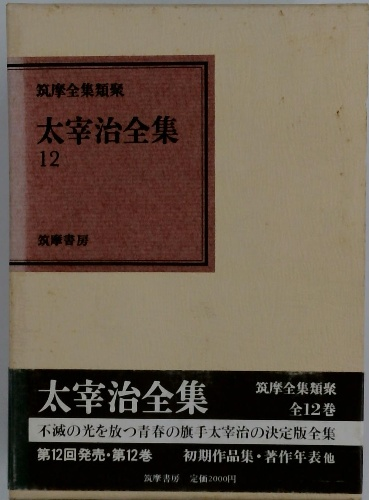 筑摩全集類聚
太宰治全集
12
筑摩書房
太宰治全集
筑摩全集類聚
全12巻
不滅の光を放つ青春の旗手太宰治の決定版全集
第12回発売・第12巻
初期作品集・著作年表他
筑摩書房 定価2000円